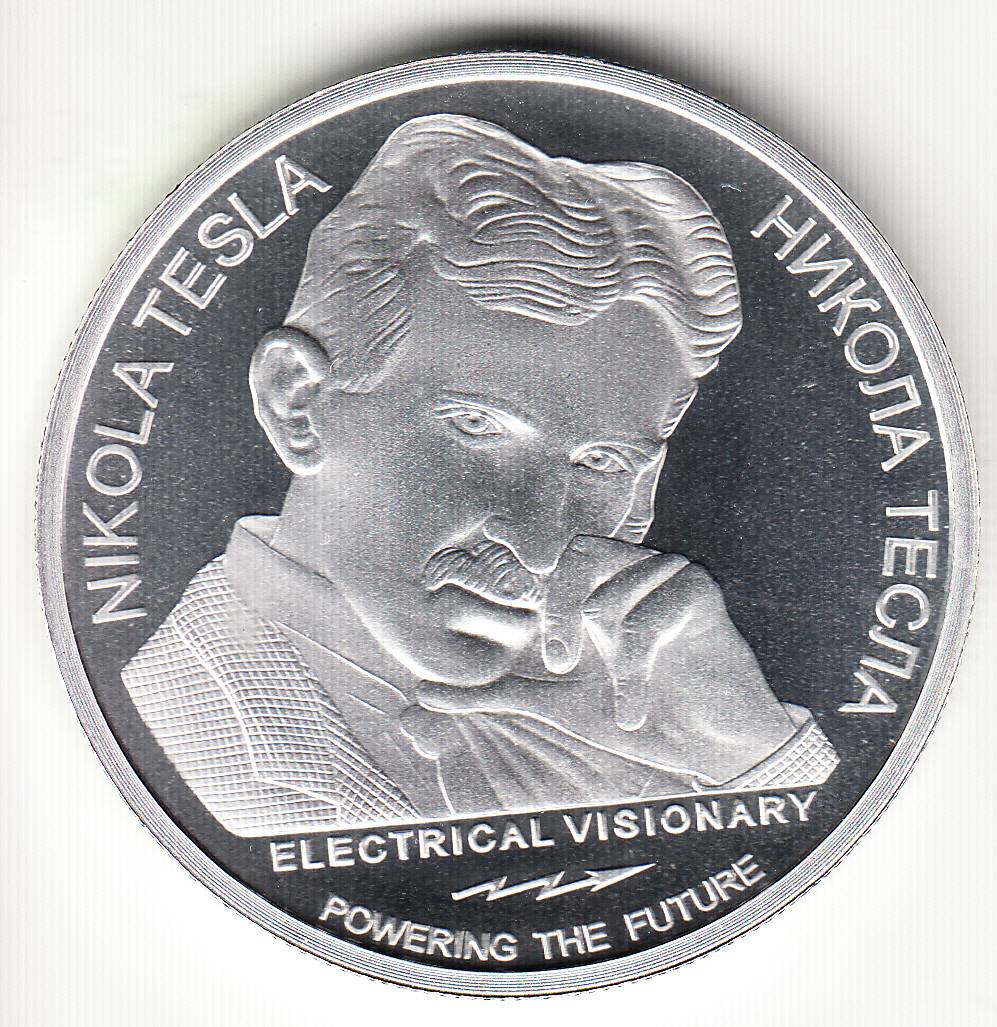 NIKOLA TESLA
НИКОЛА ТЕСЛА
ELECTRICAL VISIONARY
POWERING THE FUTURE